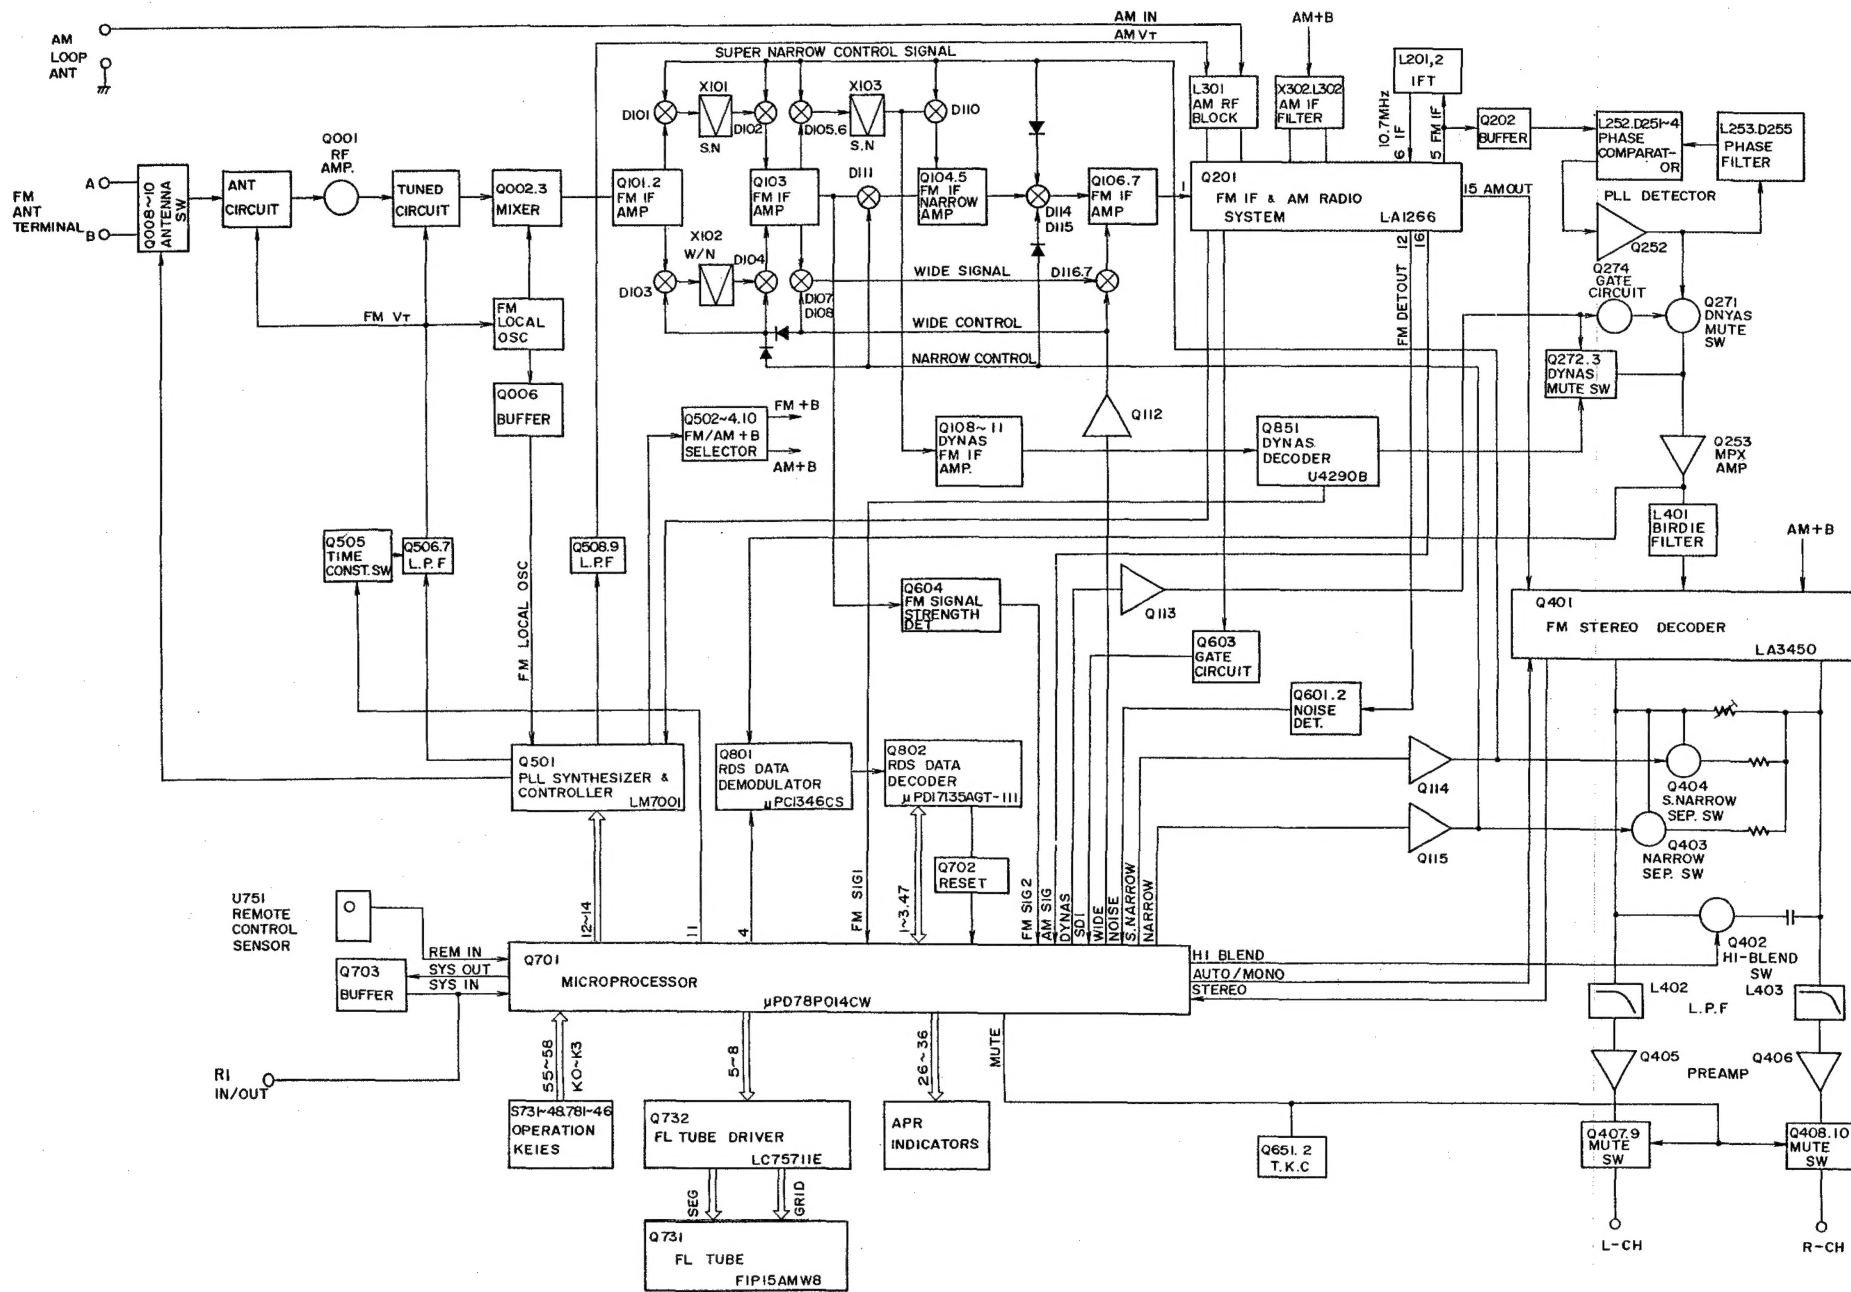 AM
LOOP
ANT
AM IN
AM VT
SUPER NARROW CONTROL SIGNAL
AM+B
L201,2
IFT
X101
S.N
X103
S.N
D101
D102
D105.6
D110
L301
AM RF
BLOCK
X302.L302
AM IF
FILTER
10.7MHz
6 IF
5 FM IF
Q202
BUFFER
L252.D251~4
PHASE
COMPARAT-
OR
L253.D255
PHASE
FILTER
PLL DETECTOR
Q001
RF
AMP.
FM
ANT
TERMINAL
A
B
Q008~10
ANTENNA
SW
ANT
CIRCUIT
TUNED
CIRCUIT
Q002.3
MIXER
Q101.2
FM IF
AMP
Q103
FM IF
AMP
D111
Q104.5
FM IF
NARROW
AMP
D114
D115
Q106.7
FM IF
AMP
1
Q201
FM IF & AM RADIO
SYSTEM
LA1266
15 AMOUT
12
16
Q252
X102
W/N
D103
D104
D107
D108
WIDE SIGNAL
D116.7
WIDE CONTROL
NARROW CONTROL
FM DETOUT
Q274
GATE
CIRCUIT
Q271
DNYAS
MUTE
SW
Q272.3
DYNAS
MUTE SW
FM VT
FM
LOCAL
OSC
Q006
BUFFER
Q502~4.10
FM/AM+B
SELECTOR
FM+B
AM+B
Q112
Q108~11
DYNAS
FM IF
AMP.
Q851
DYNAS
DECODER
U4290B
Q253
MPX
AMP
L401
BIRDIE
FILTER
AM+B
Q505
TIME
CONST.SW
Q506.7
L.P.F
Q508.9
L.P.F
FM LOCAL OSC
Q604
FM SIGNAL
STRENGTH
DET
Q113
Q603
GATE
CIRCUIT
Q401
FM STEREO DECODER
LA3450
Q601.2
NOISE
DET.
Q501
PLL SYNTHESIZER &
CONTROLLER
LM7001
Q801
RDS DATA
DEMODULATOR
µPC1346CS
Q802
RDS DATA
DECODER
µPD17135AGT-111
Q114
Q115
Q404
S.NARROW
SEP. SW
Q403
NARROW
SEP. SW
Q702
RESET
U751
REMOTE
CONTROL
SENSOR
12~14
11
4
FM SIG1
1~3.47
FM SIG2
AM SIG
DYNAS
SD1
WIDE
NOISE
S.NARROW
NARROW
REM IN
SYS OUT
SYS IN
Q703
BUFFER
Q701
MICROPROCESSOR
µPD78P014CW
HI BLEND
AUTO/MONO
STEREO
Q402
HI-BLEND
SW
L402
L.P.F
L403
RI
IN/OUT
55~58
K0~K3
5~8
26~36
MUTE
Q405
PREAMP
Q406
S731~48.781~46
OPERATION
KEIES
Q732
FL TUBE DRIVER
LC75711E
APR
INDICATORS
Q651.2
T.K.C
Q407.9
MUTE
SW
Q408.10
MUTE
SW
SEG
GRID
Q731
FL TUBE
FIP15AMW8
L-CH
R-CH